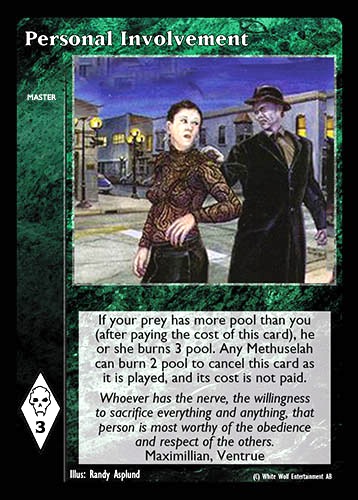 Personal Involvement
MASTER
If your prey has more pool than you
(after paying the cost of this card), he
or she burns 3 pool. Any Methuselah
can burn 2 pool to cancel this card as
it is played, and its cost is not paid.
Whoever has the nerve, the willingness
to sacrifice everything and anything, that
person is most worthy of the obedience
and respect of the others.
Maximillian, Ventrue
3
Illus: Randy Asplund
(C) White Wolf Entertainment AB